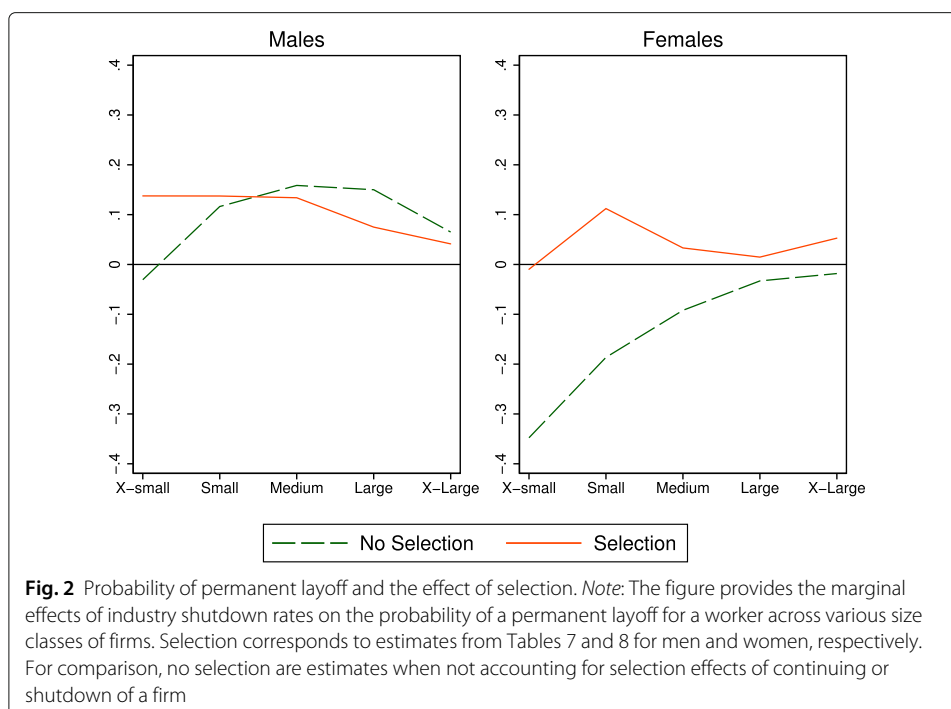 Males
Females
.4
.3
.2
.1
0
−.1
−.2
−.3
−.4
X−small Small Medium Large X−Large
.4
.3
.2
.1
0
−.1
−.2
−.3
−.4
X−small Small Medium Large X−Large
No Selection Selection
Fig. 2 Probability of permanent layoff and the effect of selection. Note: The figure provides the marginal
effects of industry shutdown rates on the probability of a permanent layoff for a worker across various size
classes of firms. Selection corresponds to estimates from Tables 7 and 8 for men and women, respectively.
For comparison, no selection are estimates when not accounting for selection effects of continuing or
shutdown of a firm